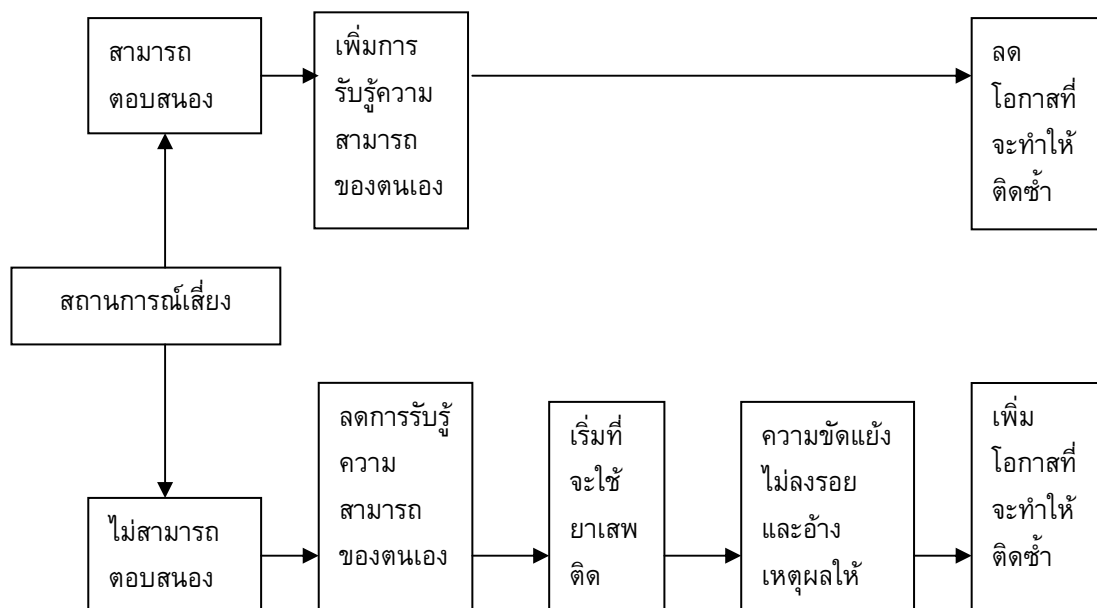 สามารถ
ตอบสนอง
เพิ่มการ
รับรู้ความ
สามารถ
ของตนเอง
ลด
โอกาสที่
จะทำให้
ติดซ้ำ
สถานการณ์เสี่ยง
ไม่สามารถ
ตอบสนอง
ลดการรับรู้
ความ
สามารถ
ของตนเอง
เริ่มที่
จะใช้
ยาเสพ
ติด
ความขัดแย้ง
ไม่ลงรอย
และอ้าง
เหตุผลให้
เพิ่ม
โอกาสที่
จะทำให้
ติดซ้ำ